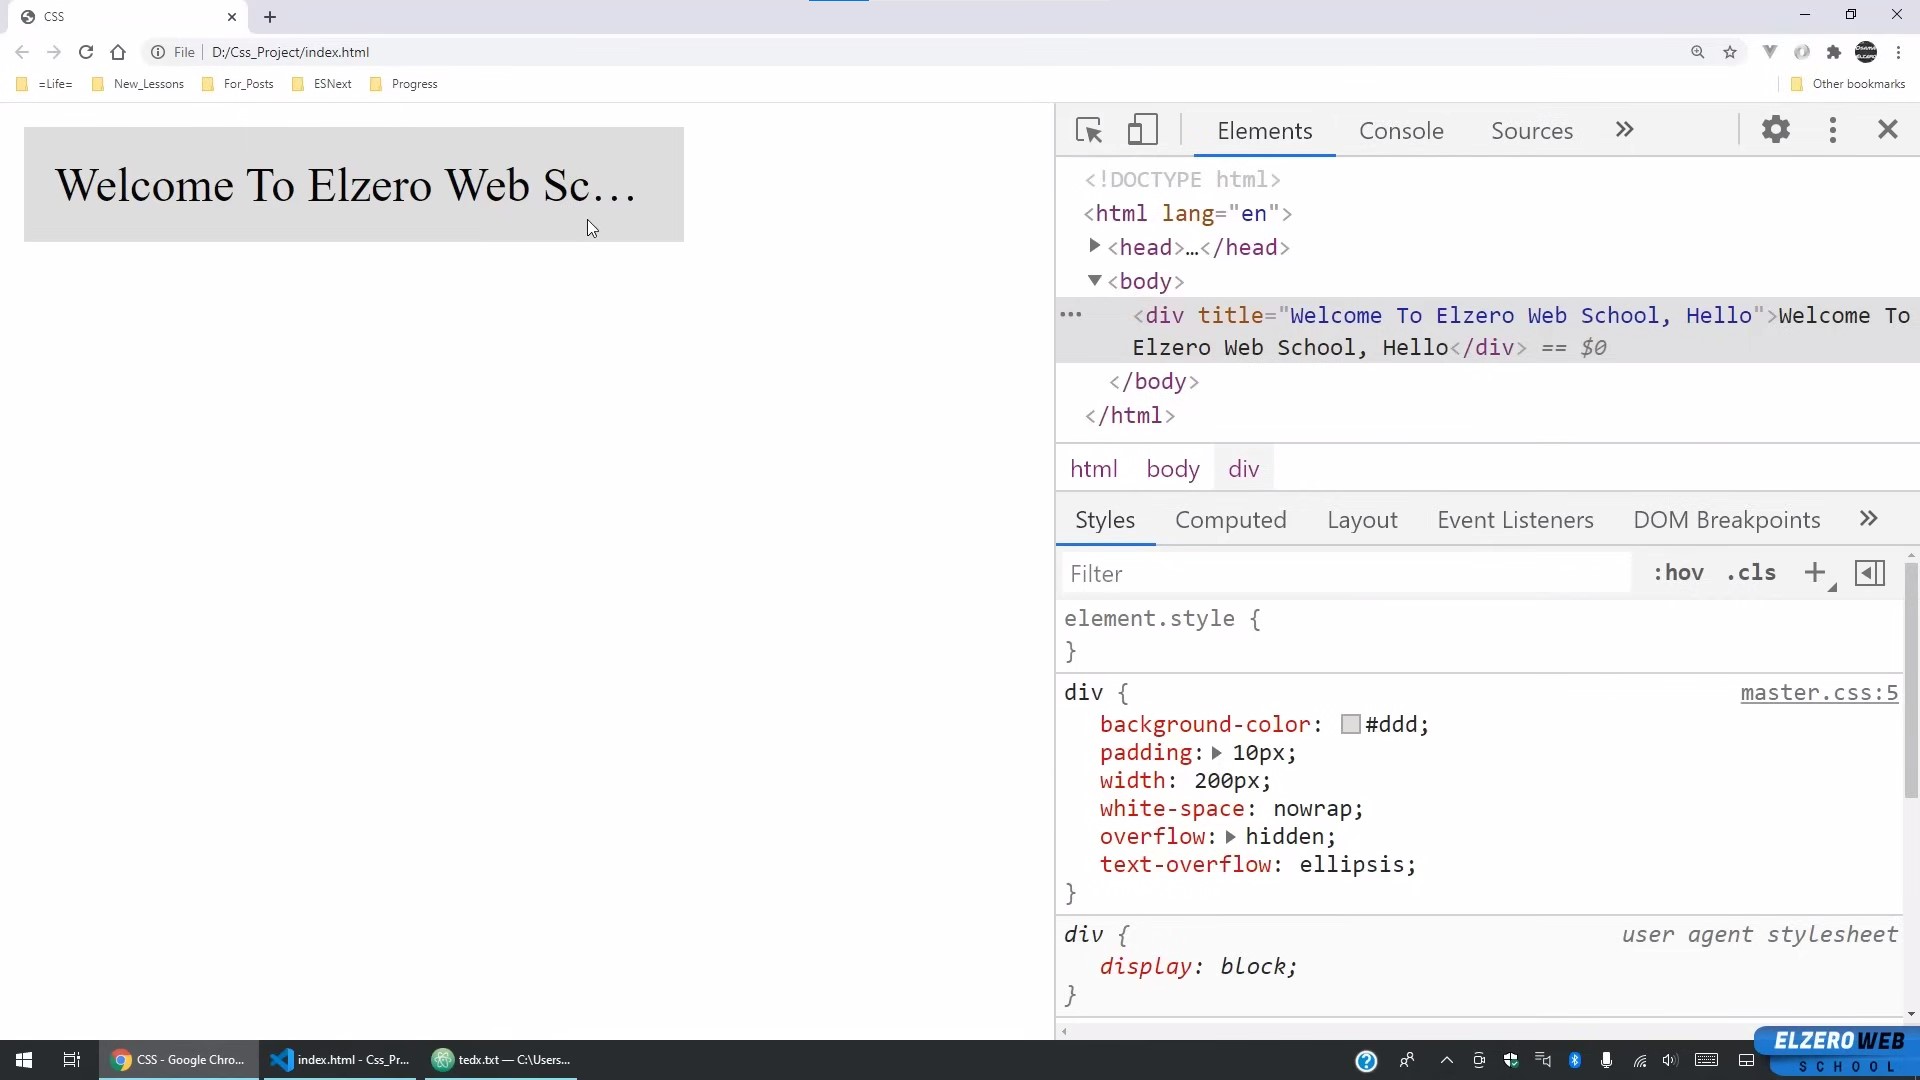 CSS
File D:/Css_Project/index.html
=Life= New_Lessons For_Posts ESNext Progress Other bookmarks
Welcome To Elzero Web Sc…
Elements Console Sources »
<!DOCTYPE html>
<html lang="en">
<head>…</head>
<body>
<div title="Welcome To Elzero Web School, Hello">Welcome To
Elzero Web School, Hello</div> == $0
</body>
</html>
html body div
Styles Computed Layout Event Listeners DOM Breakpoints »
Filter :hov .cls +
element.style {
}
div { master.css:5
background-color: #ddd;
padding: 10px;
width: 200px;
white-space: nowrap;
overflow: hidden;
text-overflow: ellipsis;
}
div { user agent stylesheet
display: block;
}
CSS - Google Chro... index.html - Css_Pr... tedx.txt — C:\Users...
ELZERO WEB
SCHOOL